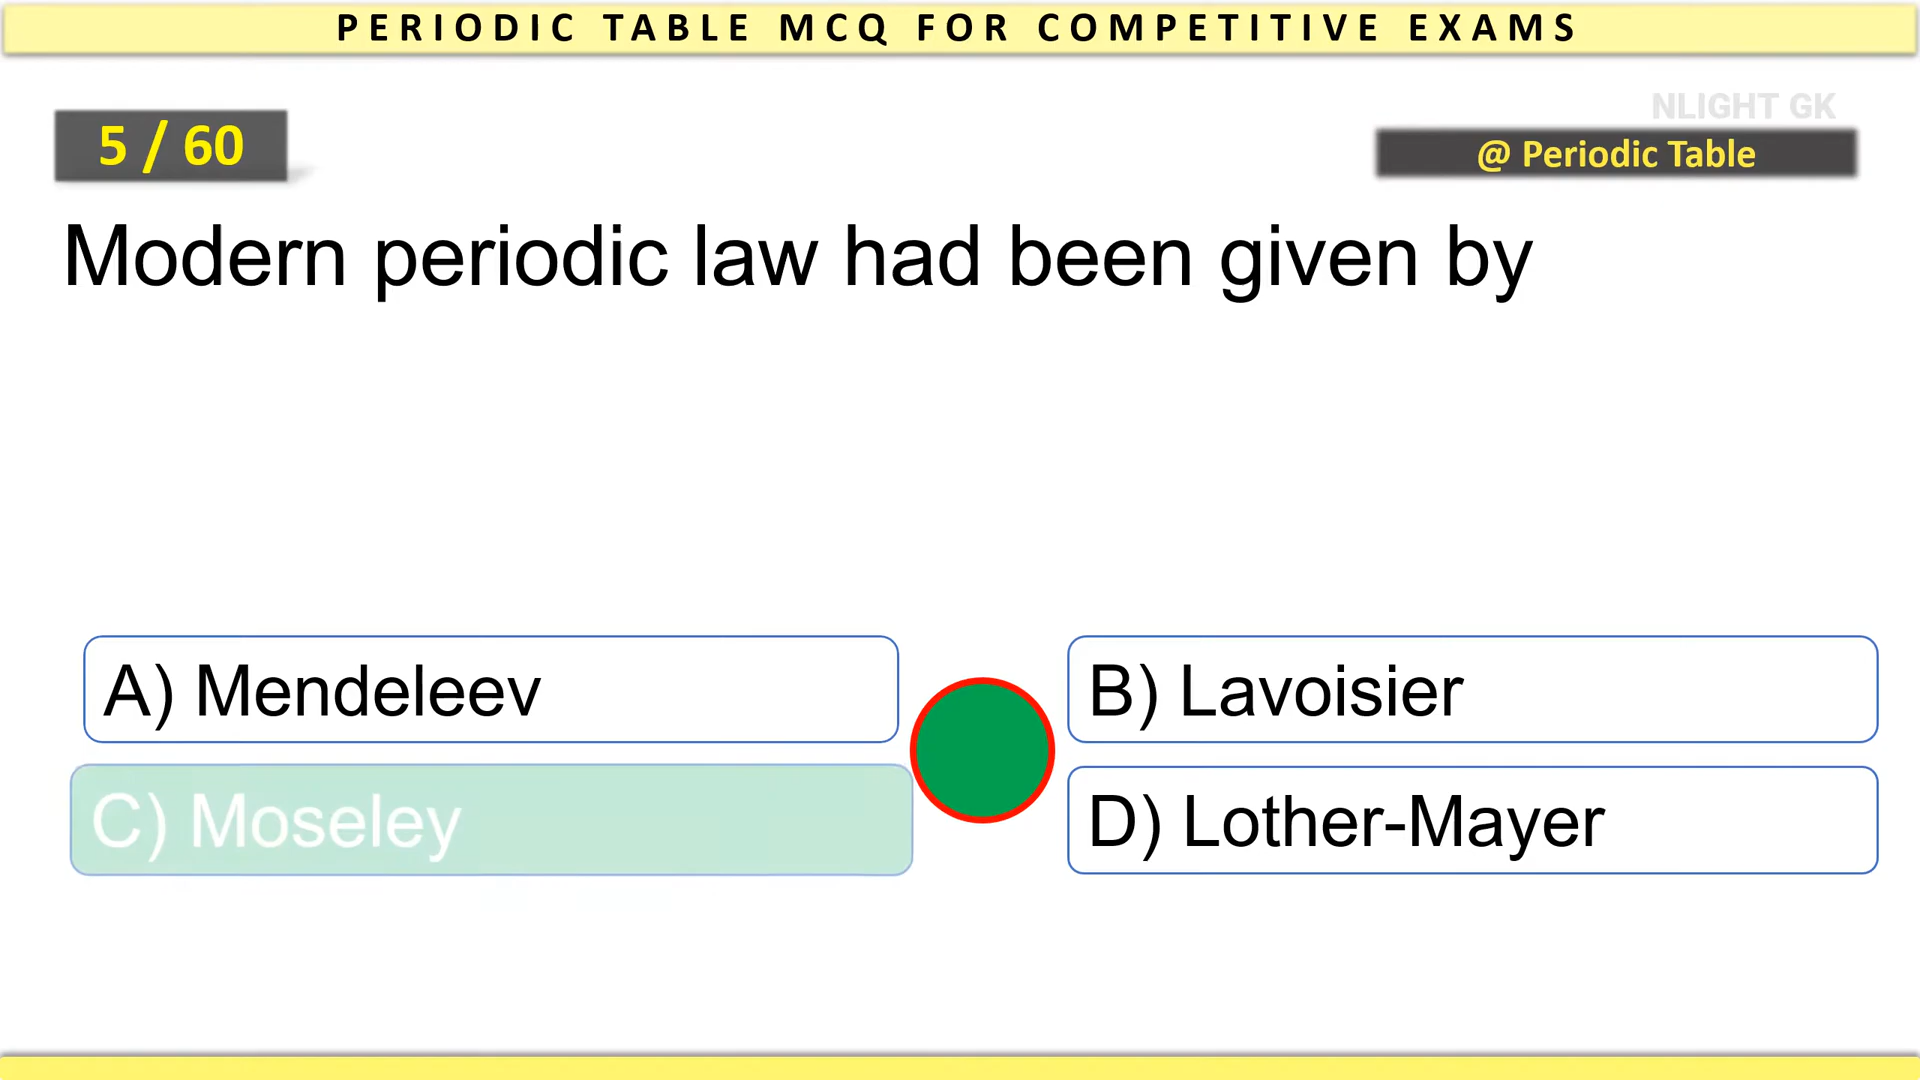 PERIODIC TABLE MCQ FOR COMPETITIVE EXAMS
NLIGHT GK
5 / 60
@ Periodic Table
Modern periodic law had been given by
A) Mendeleev
B) Lavoisier
C) Moseley
D) Lother-Mayer